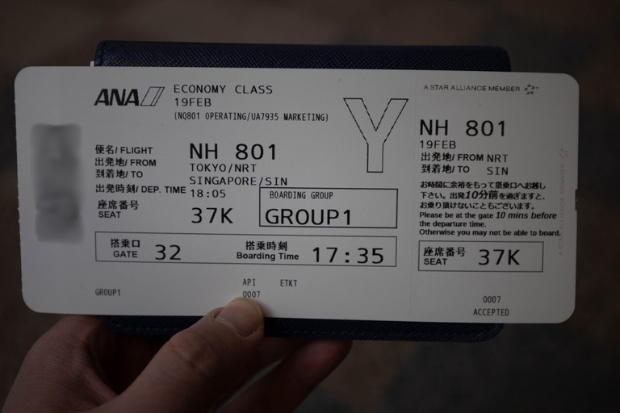 ANA
ECONOMY CLASS
19FEB
(NQ801 OPERATING/UA7935 MARKETING)
Y
便名/FLIGHT NH 801
出発地/FROM TOKYO/NRT
到着地/TO SINGAPORE/SIN
出発時刻/DEP. TIME 18:05
座席番号
SEAT 37K
BOARDING GROUP
GROUP1
搭乗口
GATE 32
搭乗時刻
Boarding Time 17:35
API ETKT
GROUP1 0007
A STAR ALLIANCE MEMBER
NH 801
19FEB
出発地/FROM NRT
到着地/TO SIN
お時間に余裕をもって搭乗口へお越し
下さい。出発10分前を過ぎますと、
お乗り頂けないこともございます。
Please be at the gate 10 mins before
the departure time.
Otherwise you may not be able to board.
座席番号
SEAT 37K
0007
ACCEPTED